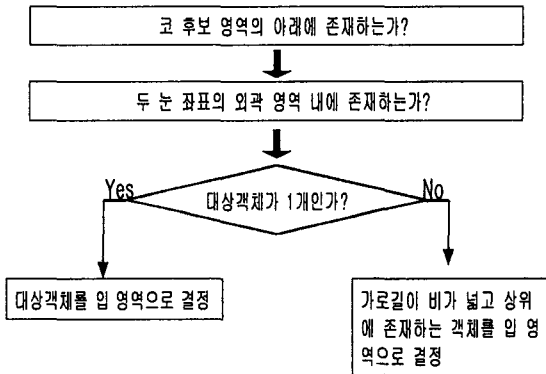 코 후보 영역의 아래에 존재하는가?
두 눈 좌표의 외곽 영역 내에 존재하는가?
대상객체가 1개인가?
Yes
No
대상객체를 입 영역으로 결정
가로길이 비가 넓고 상위
에 존재하는 객체를 입 영
역으로 결정